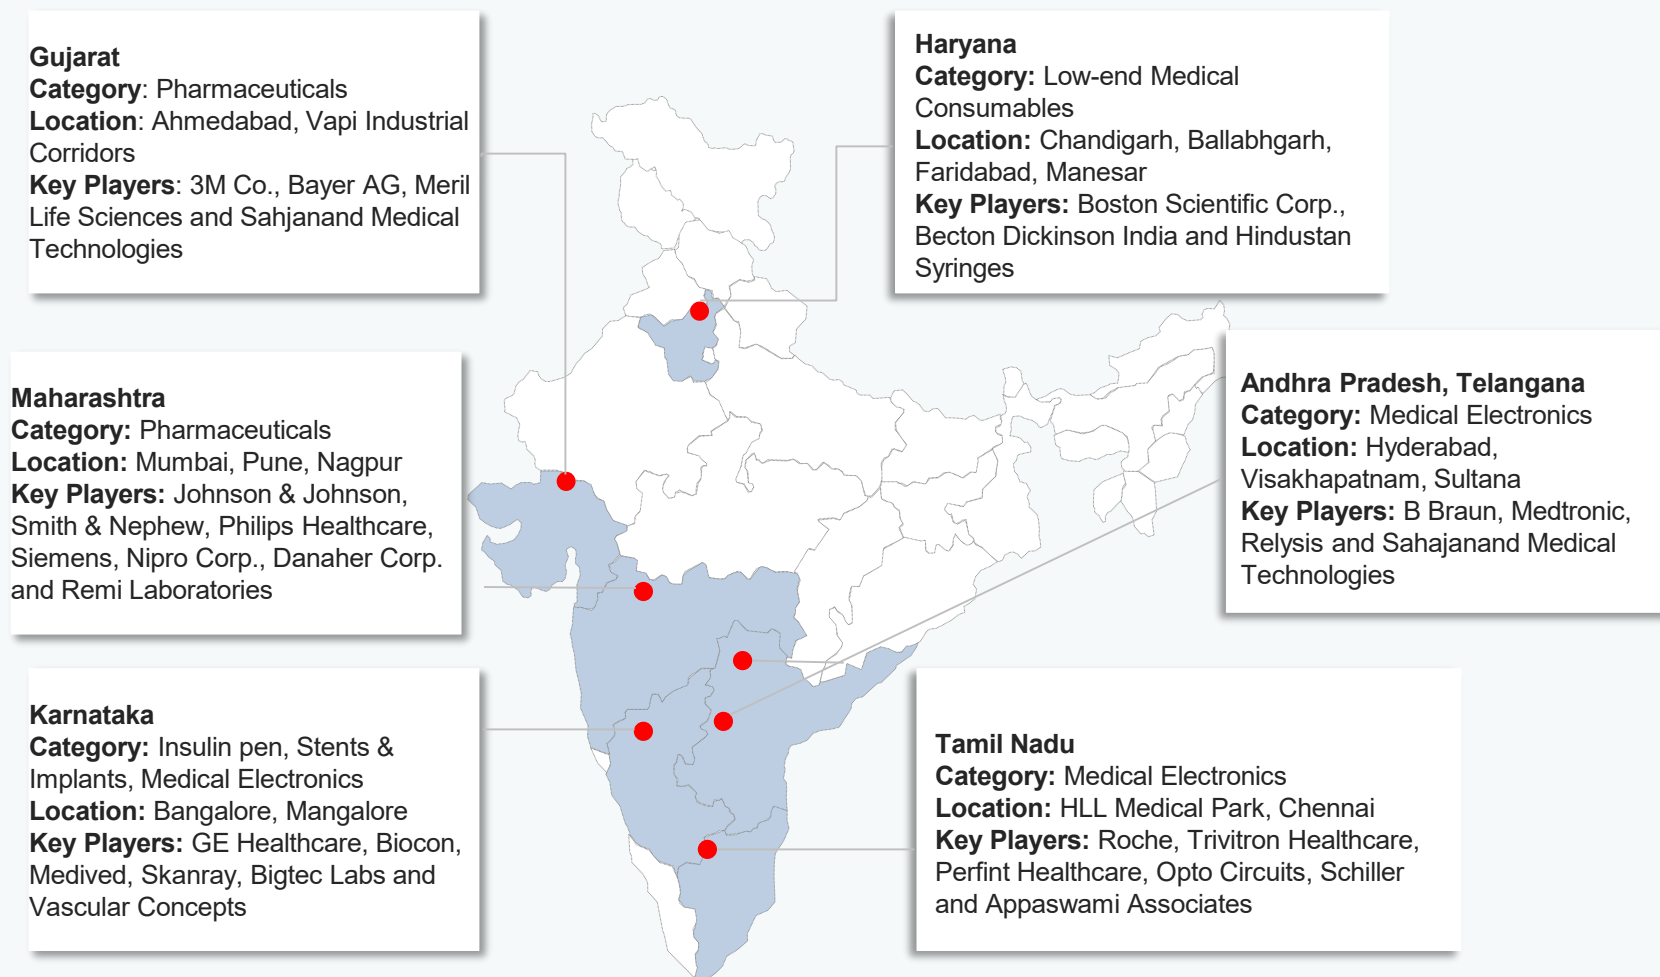 Gujarat
Category: Pharmaceuticals
Location: Ahmedabad, Vapi Industrial
Corridors
Key Players: 3M Co., Bayer AG, Meril
Life Sciences and Sahjanand Medical
Technologies
Haryana
Category: Low-end Medical
Consumables
Location: Chandigarh, Ballabhgarh,
Faridabad, Manesar
Key Players: Boston Scientific Corp.,
Becton Dickinson India and Hindustan
Syringes
Maharashtra
Category: Pharmaceuticals
Location: Mumbai, Pune, Nagpur
Key Players: Johnson & Johnson,
Smith & Nephew, Philips Healthcare,
Siemens, Nipro Corp., Danaher Corp.
and Remi Laboratories
Andhra Pradesh, Telangana
Category: Medical Electronics
Location: Hyderabad,
Visakhapatnam, Sultana
Key Players: B Braun, Medtronic,
Relysis and Sahajanand Medical
Technologies
Karnataka
Category: Insulin pen, Stents &
Implants, Medical Electronics
Location: Bangalore, Mangalore
Key Players: GE Healthcare, Biocon,
Medived, Skanray, Bigtec Labs and
Vascular Concepts
Tamil Nadu
Category: Medical Electronics
Location: HLL Medical Park, Chennai
Key Players: Roche, Trivitron Healthcare,
Perfint Healthcare, Opto Circuits, Schiller
and Appaswami Associates